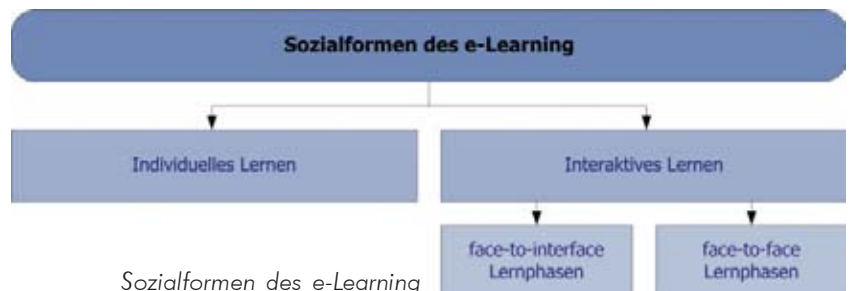 Sozialformen des e-Learning
Individuelles Lernen
Interaktives Lernen
face-to-interface
Lernphasen
face-to-face
Lernphasen
Sozialformen des e-Learning